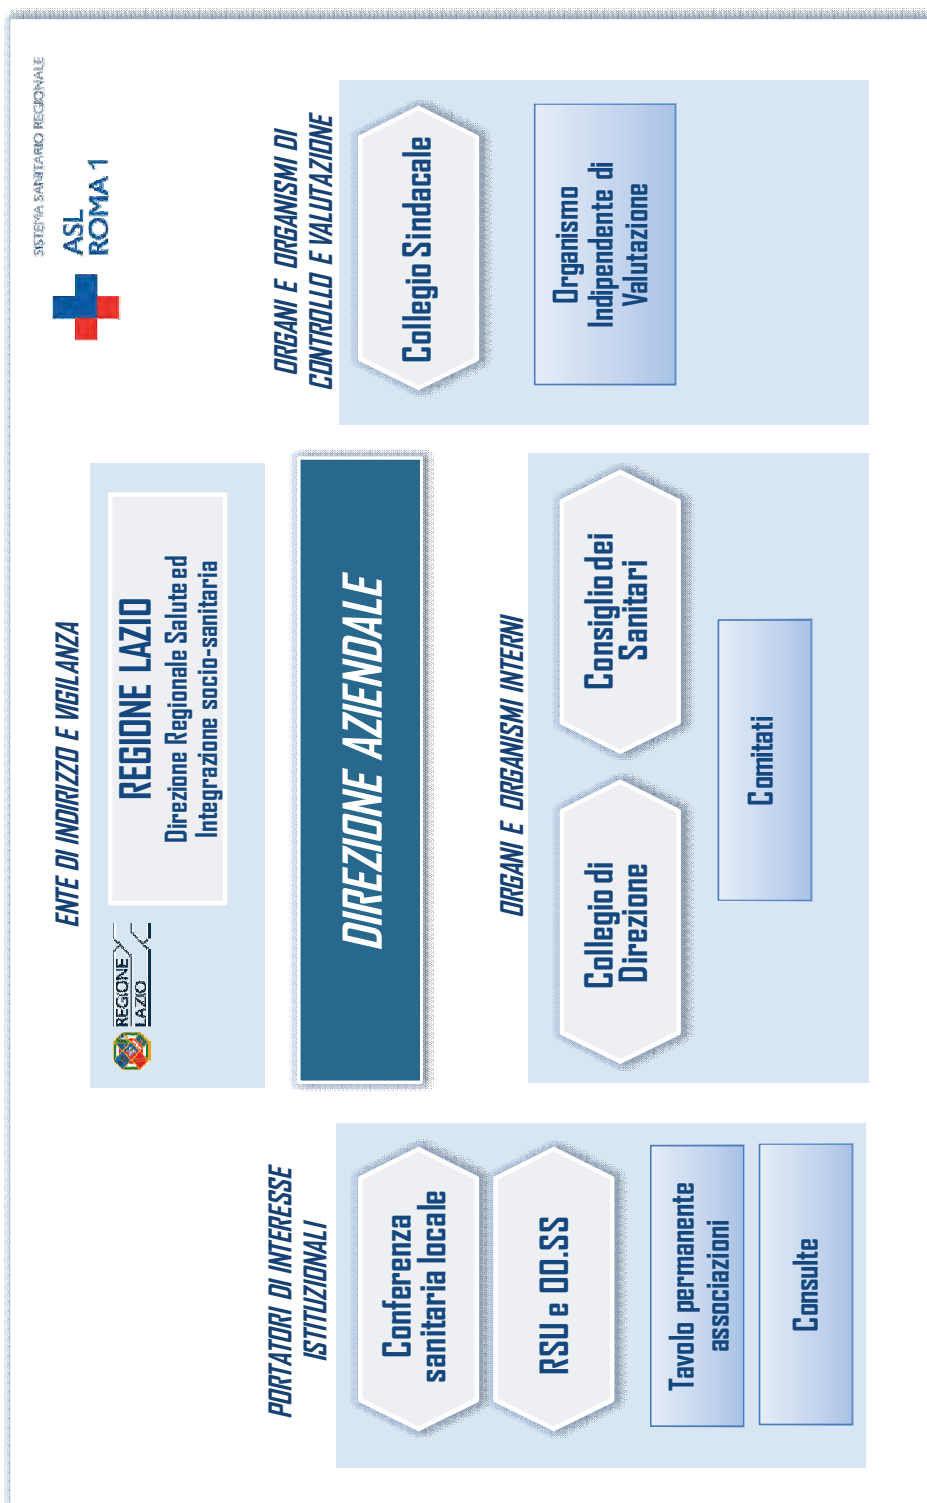 SISTEMA SANITARIO REGIONALE
ASL
ROMA 1
ENTE DI INDIRIZZO E VIGILANZA
REGIONE
LAZIO
REGIONE LAZIO
Direzione Regionale Salute ed
Integrazione socio-sanitaria
PORTATORI DI INTERESSE
ISTITUZIONALI
Conferenza
sanitaria locale
RSU e OO.SS
Tavolo permanente
associazioni
Consulte
DIREZIONE AZIENDALE
ORGANI E ORGANISMI INTERNI
Collegio di
Direzione
Consiglio dei
Sanitari
Comitati
ORGANI E ORGANISMI DI
CONTROLLO E VALUTAZIONE
Collegio Sindacale
Organismo
Indipendente di
Valutazione